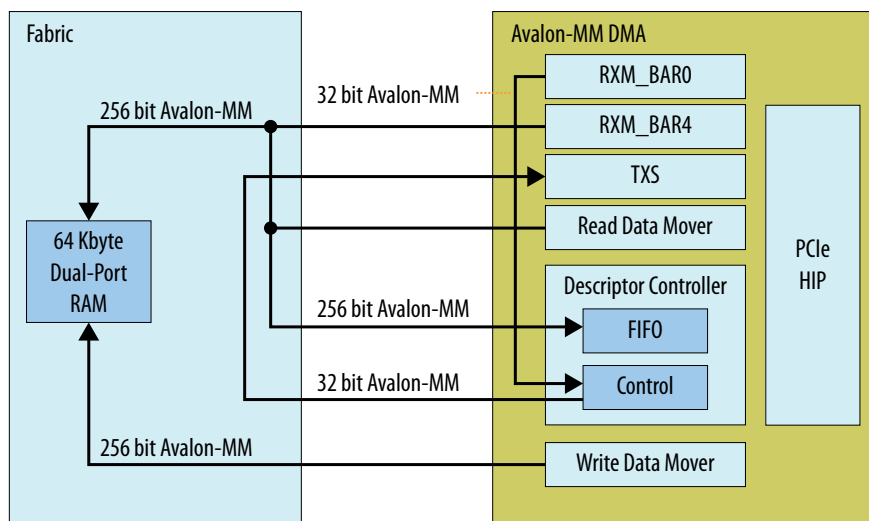 Fabric
Avalon-MM DMA
RXM_BAR0
32 bit Avalon-MM
256 bit Avalon-MM
RXM_BAR4
TXS
64 Kbyte
Dual-Port
RAM
Read Data Mover
PCIe
HIP
Descriptor Controller
256 bit Avalon-MM
FIFO
32 bit Avalon-MM
Control
256 bit Avalon-MM
Write Data Mover